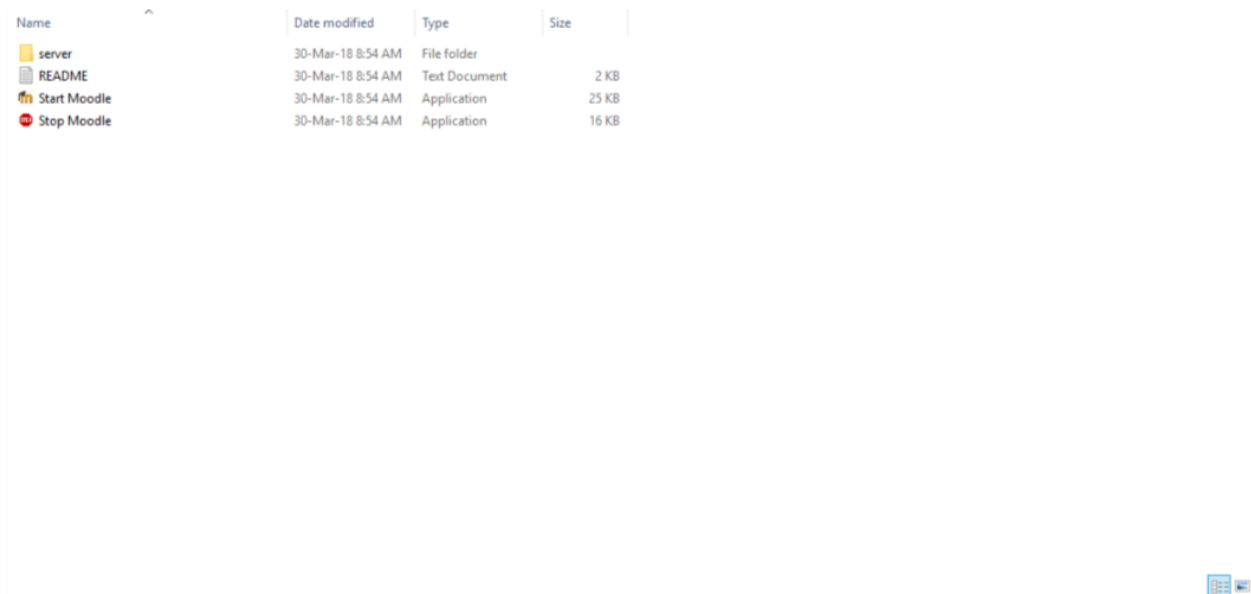 Name Date modified Type Size
server 30-Mar-18 8:54 AM File folder
README 30-Mar-18 8:54 AM Text Document 2 KB
Start Moodle 30-Mar-18 8:54 AM Application 25 KB
Stop Moodle 30-Mar-18 8:54 AM Application 16 KB